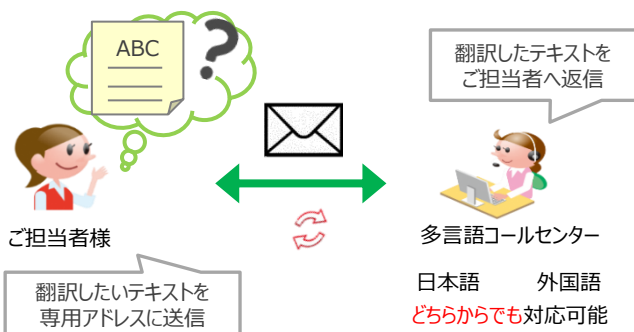 ABC
?
翻訳したテキストを
ご担当者へ返信
ご担当者様
多言語コールセンター
翻訳したいテキストを
専用アドレスに送信
日本語 外国語
どちらからでも対応可能